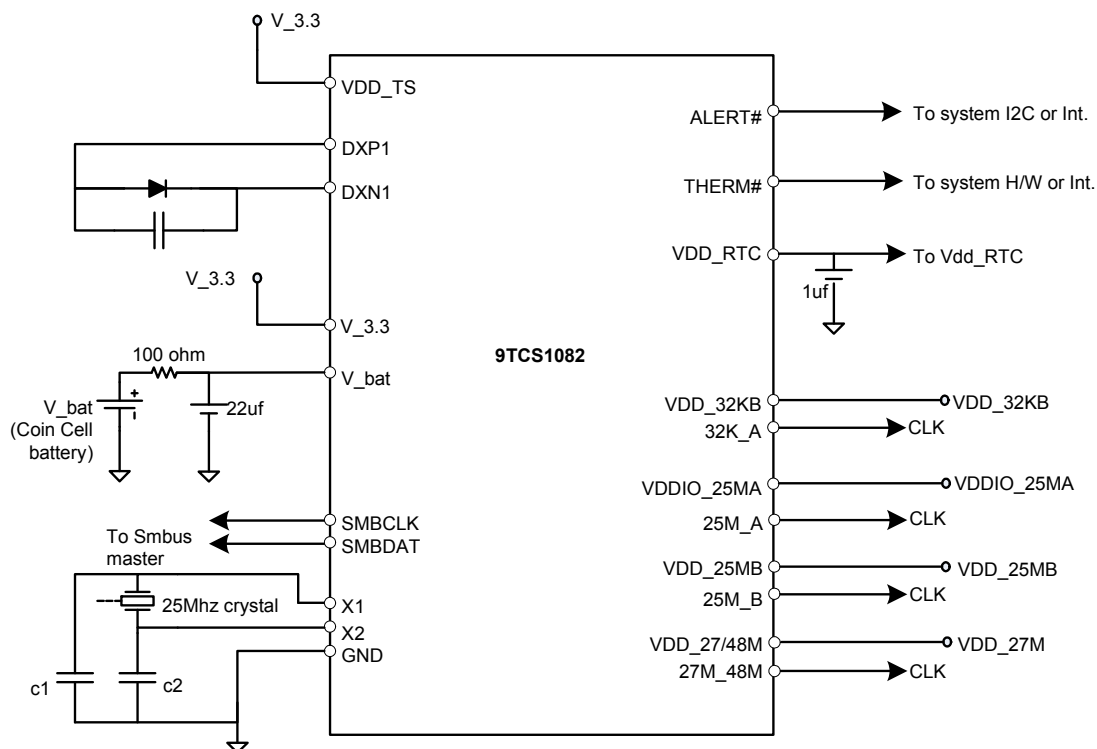 V_3.3
VDD_TS
DXP1
DXN1
V_3.3
V_3.3
100 ohm
V_bat
22uf
+
-
V_bat
(Coin Cell
battery)
SMBCLK
SMBDAT
To Smbus
master
25Mhz crystal
X1
X2
GND
c1
c2
9TCS1082
ALERT#
To system I2C or Int.
THERM#
To system H/W or Int.
VDD_RTC
To Vdd_RTC
1uf
VDD_32KB
VDD_32KB
32K_A
CLK
VDDIO_25MA
VDDIO_25MA
25M_A
CLK
VDD_25MB
VDD_25MB
25M_B
CLK
VDD_27/48M
VDD_27M
27M_48M
CLK